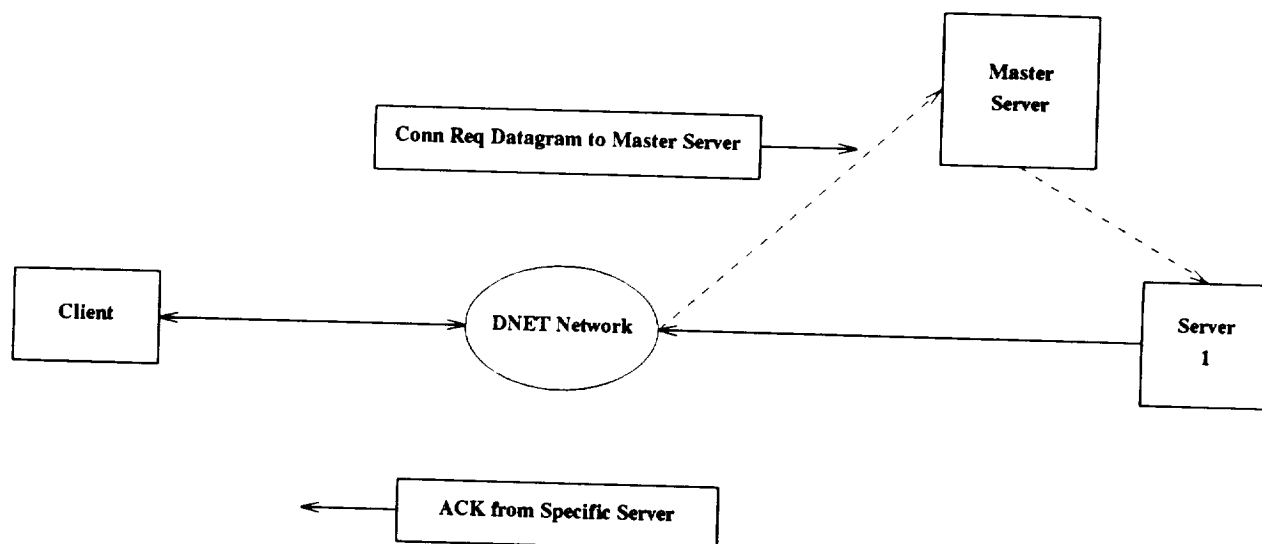 Master
Server
Conn Req Datagram to Master Server
Client
DNET Network
Server
1
ACK from Specific Server